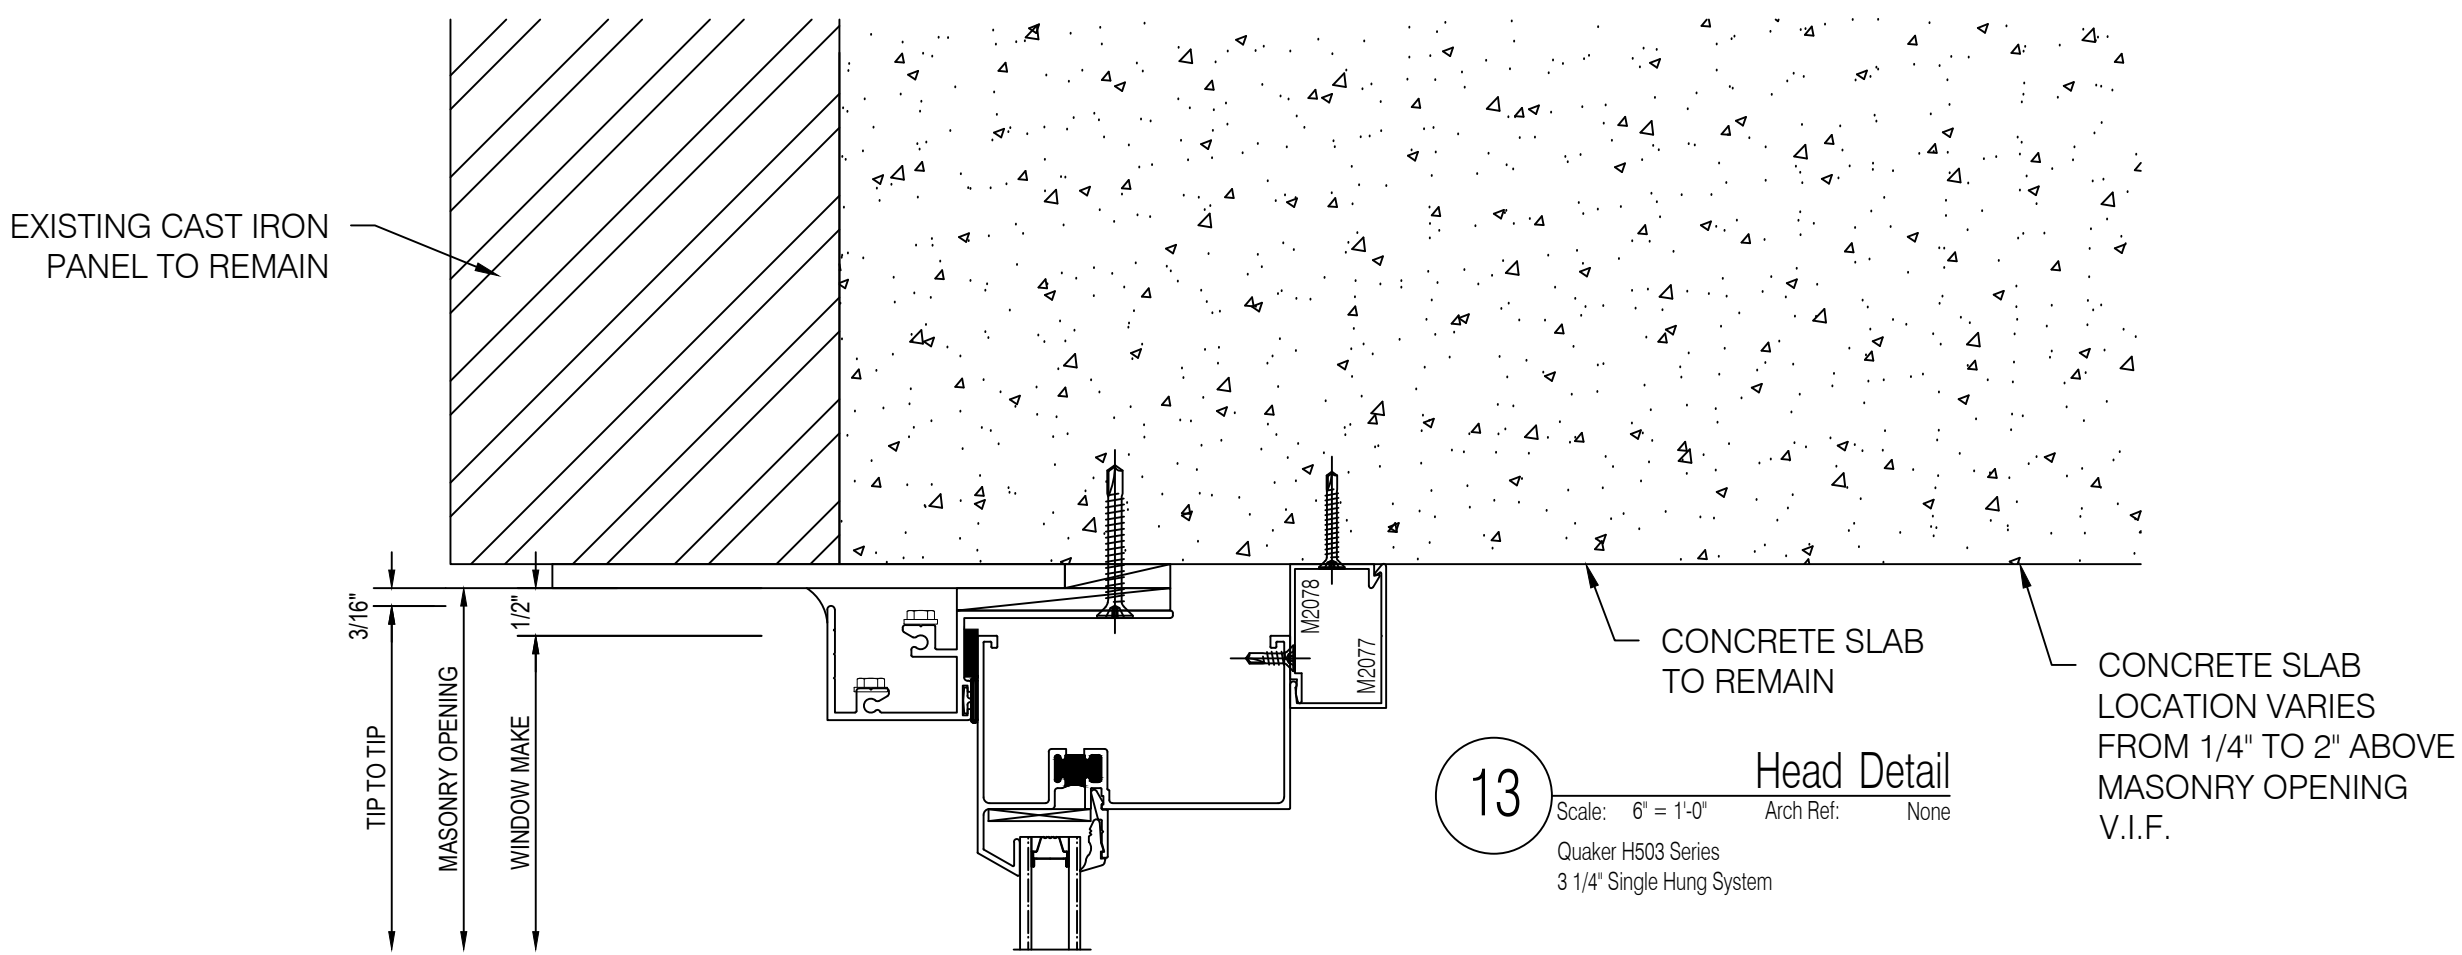 EXISTING CAST IRON
PANEL TO REMAIN
3/16"
1/2"
TIP TO TIP
MASONRY OPENING
WINDOW MAKE
M2078
M2077
CONCRETE SLAB
TO REMAIN
CONCRETE SLAB
LOCATION VARIES
FROM 1/4" TO 2" ABOVE
MASONRY OPENING
V.I.F.
13
Head Detail
Scale: 6" = 1'-0" Arch Ref: None
Quaker H503 Series
3 1/4" Single Hung System